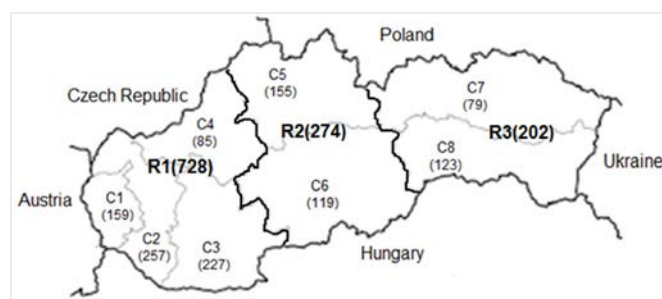 Poland
Czech Republic
C5
(155)
C7
(79)
C4
(85)
R2(274)
R3(202)
R1(728)
C8
(123)
Ukraine
Austria
C1
(159)
C6
(119)
C2
(257)
C3
(227)
Hungary